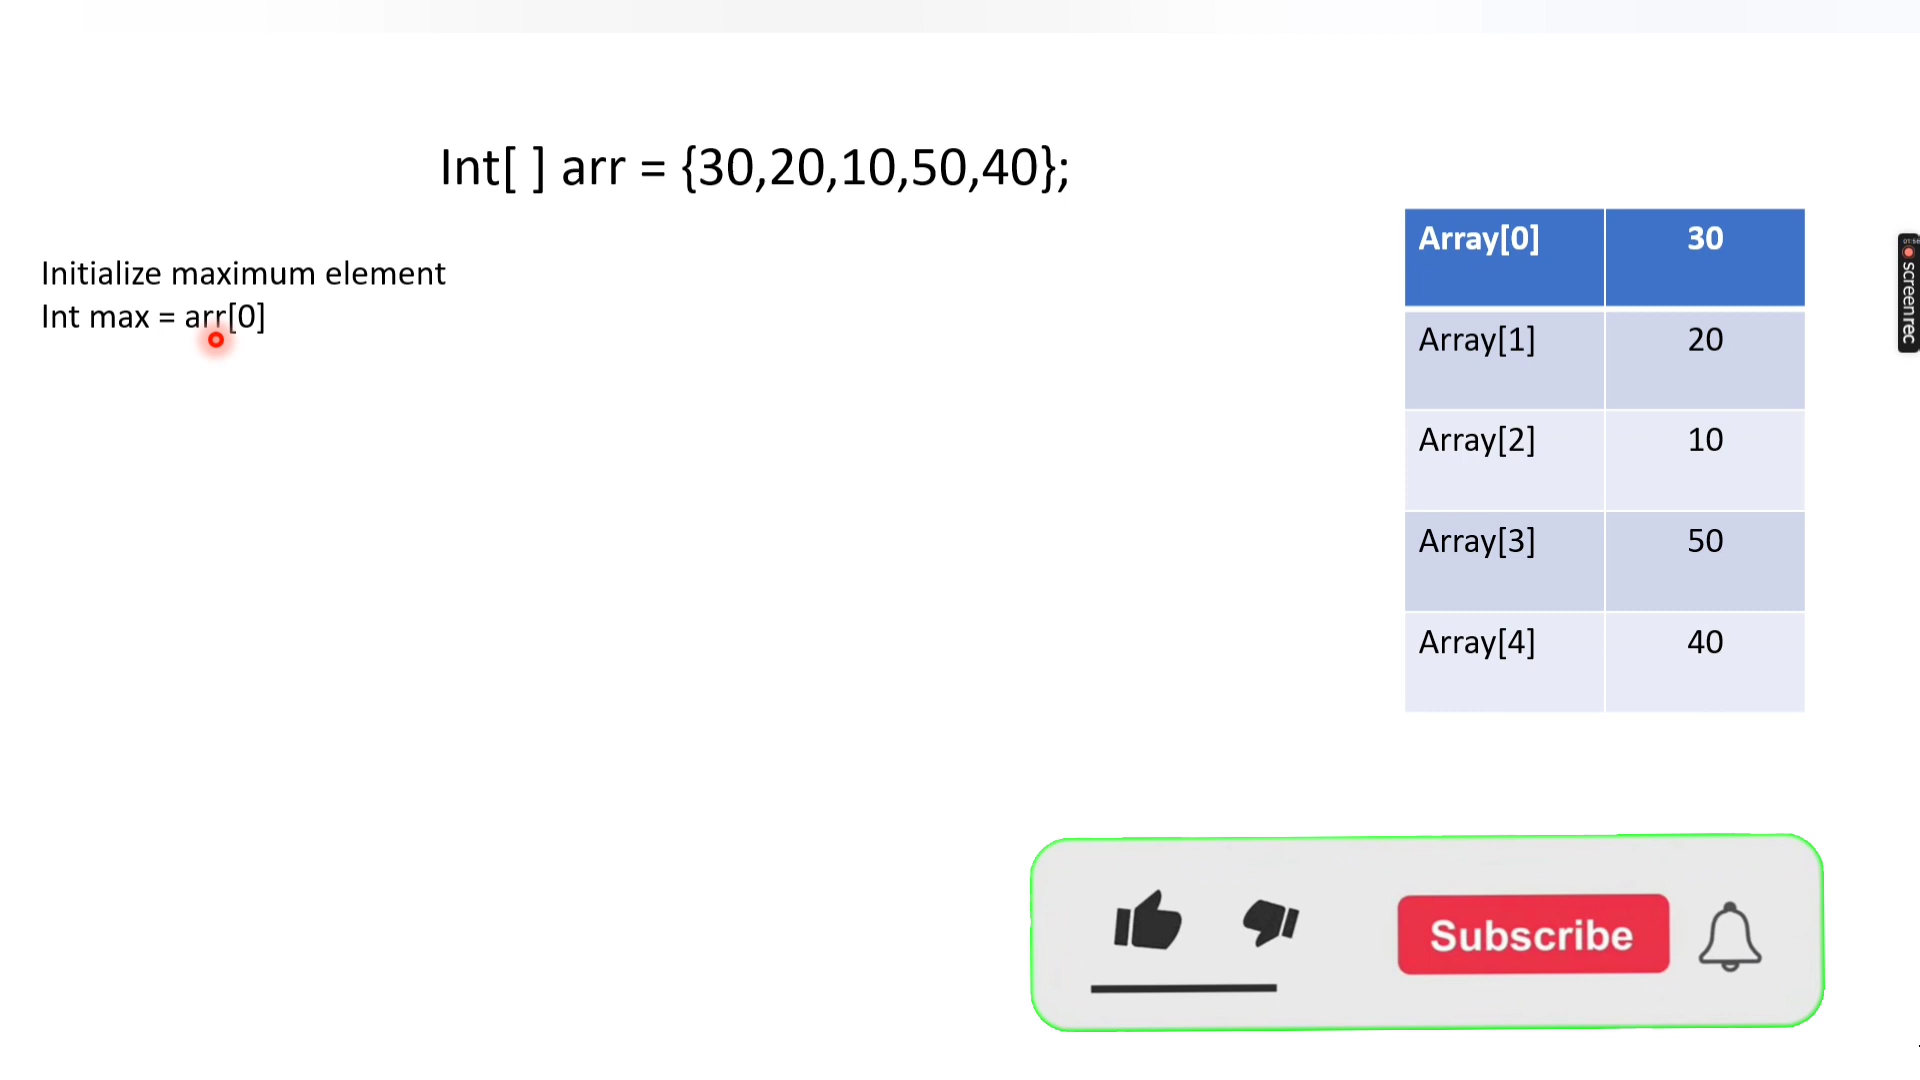 Int[ ] arr = {30,20,10,50,40};
Initialize maximum element
Int max = arr[0]
Array[0] 30
Array[1] 20
Array[2] 10
Array[3] 50
Array[4] 40
screenrec
Subscribe